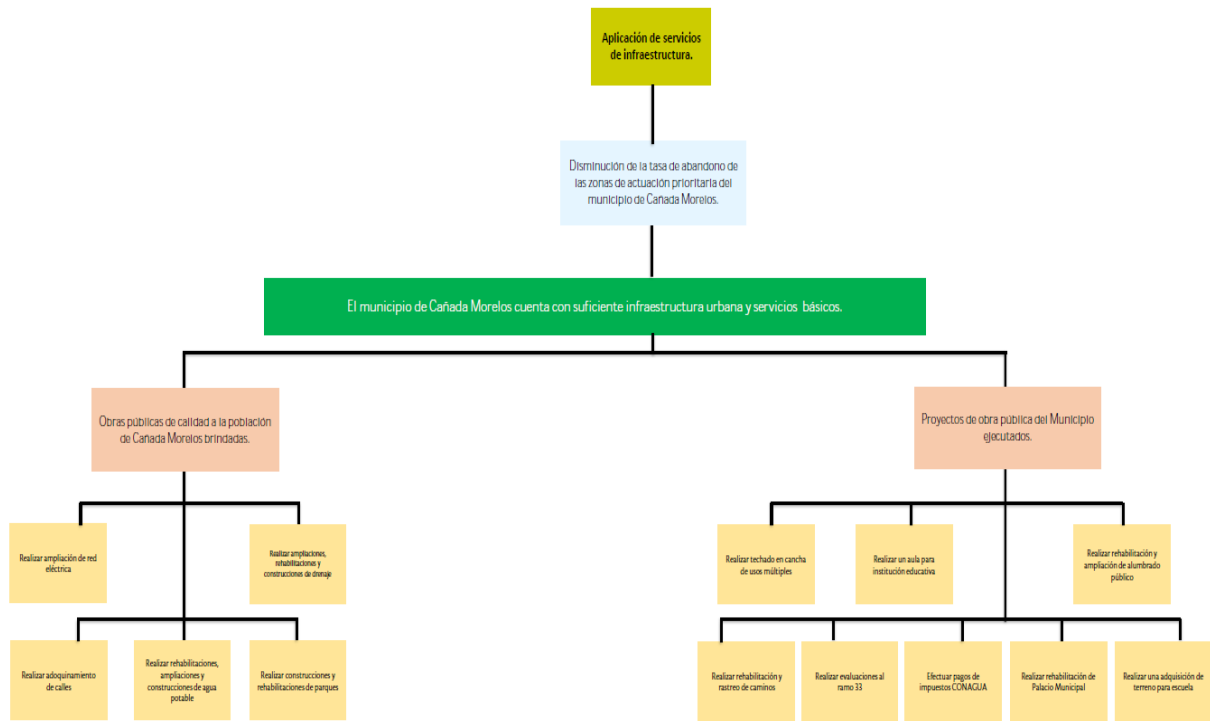 Aplicación de servicios
de infraestructura.
Disminución de la tasa de abandono de
las zonas de actuación prioritaria del
municipio de Cañada Morelos.
El municipio de Cañada Morelos cuenta con suficiente infraestructura urbana y servicios básicos.
Obras públicas de calidad a la población
de Cañada Morelos brindadas.
Proyectos de obra pública del Municipio
ejecutados.
Realizar ampliación de red
eléctrica
Realizar ampliaciones,
rehabilitaciones y
construcciones de drenaje
Realizar techado en cancha
de usos múltiples
Realizar un aula para
institución educativa
Realizar rehabilitación y
ampliación de alumbrado
público
Realizar adoquinamiento
de calles
Realizar rehabilitaciones,
ampliaciones y
construcciones de agua
potable
Realizar construcciones y
rehabilitaciones de parques
Realizar rehabilitación y
rastreo de caminos
Realizar evaluaciones al
ramo 33
Efectuar pagos de
impuestos CONAGUA
Realizar rehabilitación de
Palacio Municipal
Realizar una adquisición de
terreno para escuela